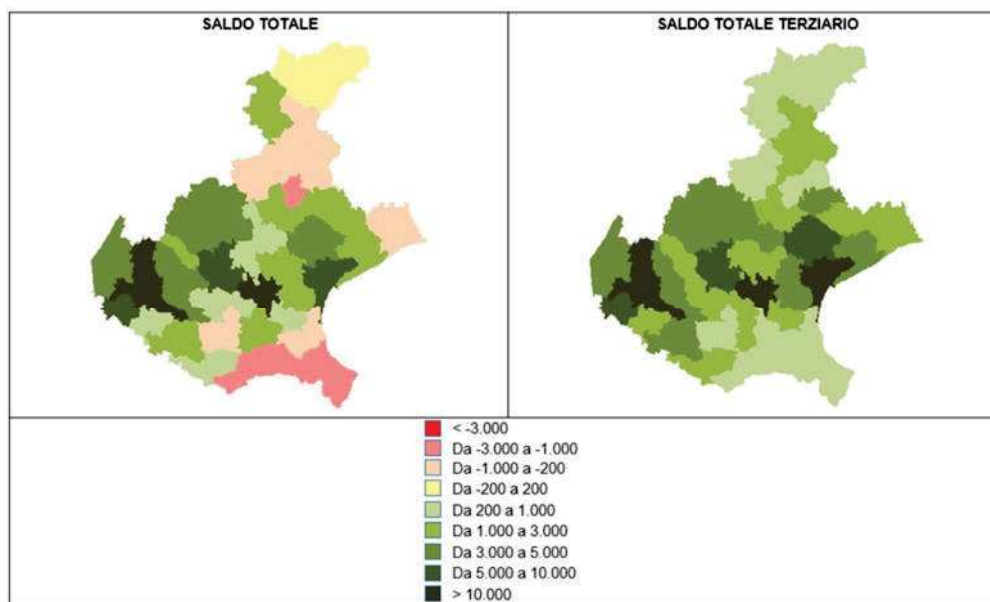 SALDO TOTALE
SALDO TOTALE TERZIARIO
< -3.000
Da -3.000 a -1.000
Da -1.000 a -200
Da -200 a 200
Da 200 a 1.000
Da 1.000 a 3.000
Da 3.000 a 5.000
Da 5.000 a 10.000
> 10.000